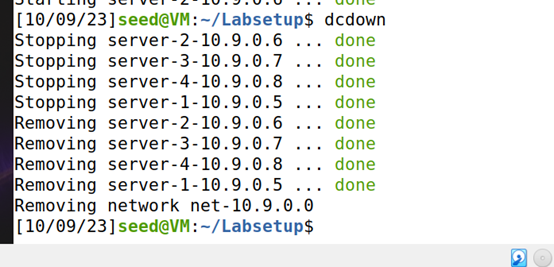 Starting server-2-10.9.0.6 ... done
[10/09/23]seed@VM:~/Labsetup$ dcdown
Stopping server-2-10.9.0.6 ... done
Stopping server-3-10.9.0.7 ... done
Stopping server-4-10.9.0.8 ... done
Stopping server-1-10.9.0.5 ... done
Removing server-2-10.9.0.6 ... done
Removing server-3-10.9.0.7 ... done
Removing server-4-10.9.0.8 ... done
Removing server-1-10.9.0.5 ... done
Removing network net-10.9.0.0
[10/09/23]seed@VM:~/Labsetup$